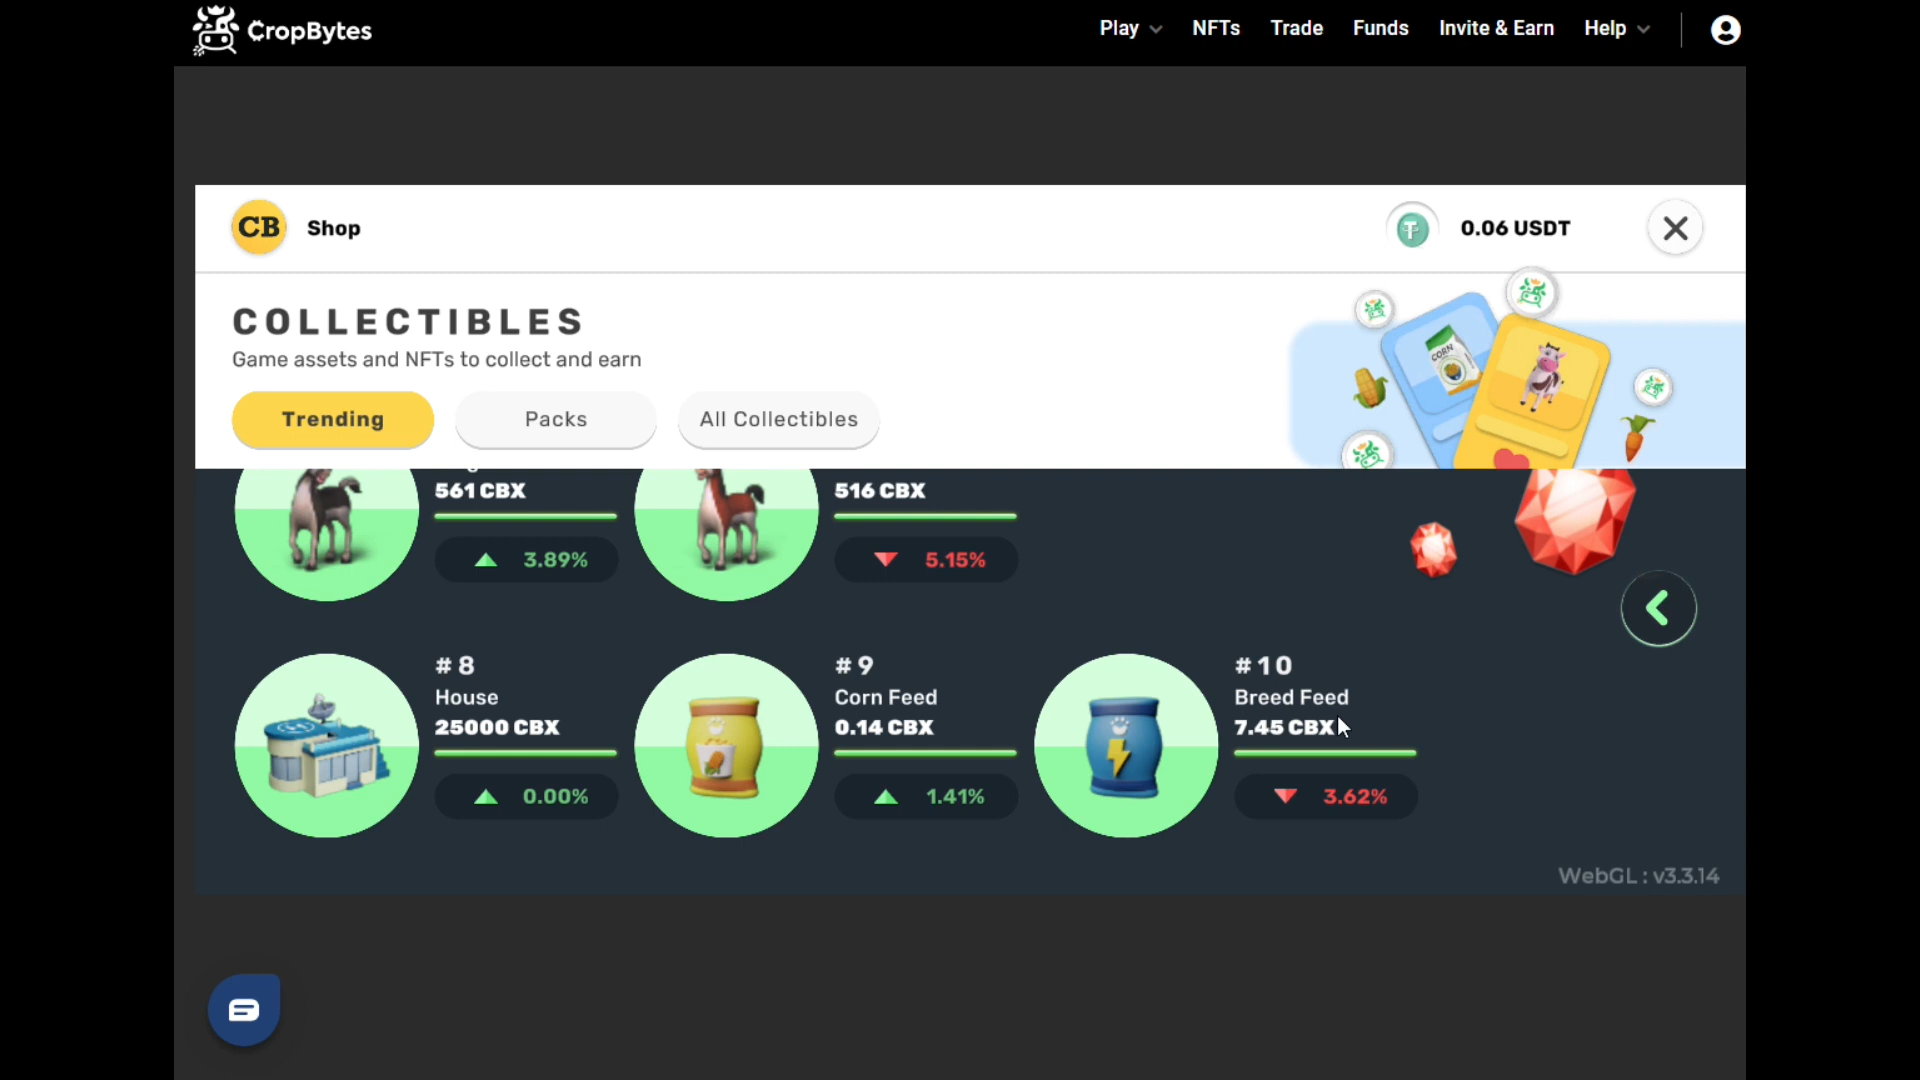 CropBytes
Play
NFTs
Trade
Funds
Invite & Earn
Help
CB
Shop
0.06 USDT
COLLECTIBLES
Game assets and NFTs to collect and earn
Trending
Packs
All Collectibles
CORN
561 CBX
3.89%
516 CBX
5.15%
#8
House
25000 CBX
0.00%
#9
Corn Feed
0.14 CBX
1.41%
#10
Breed Feed
7.45 CBX
3.62%
WebGL : v3.3.14